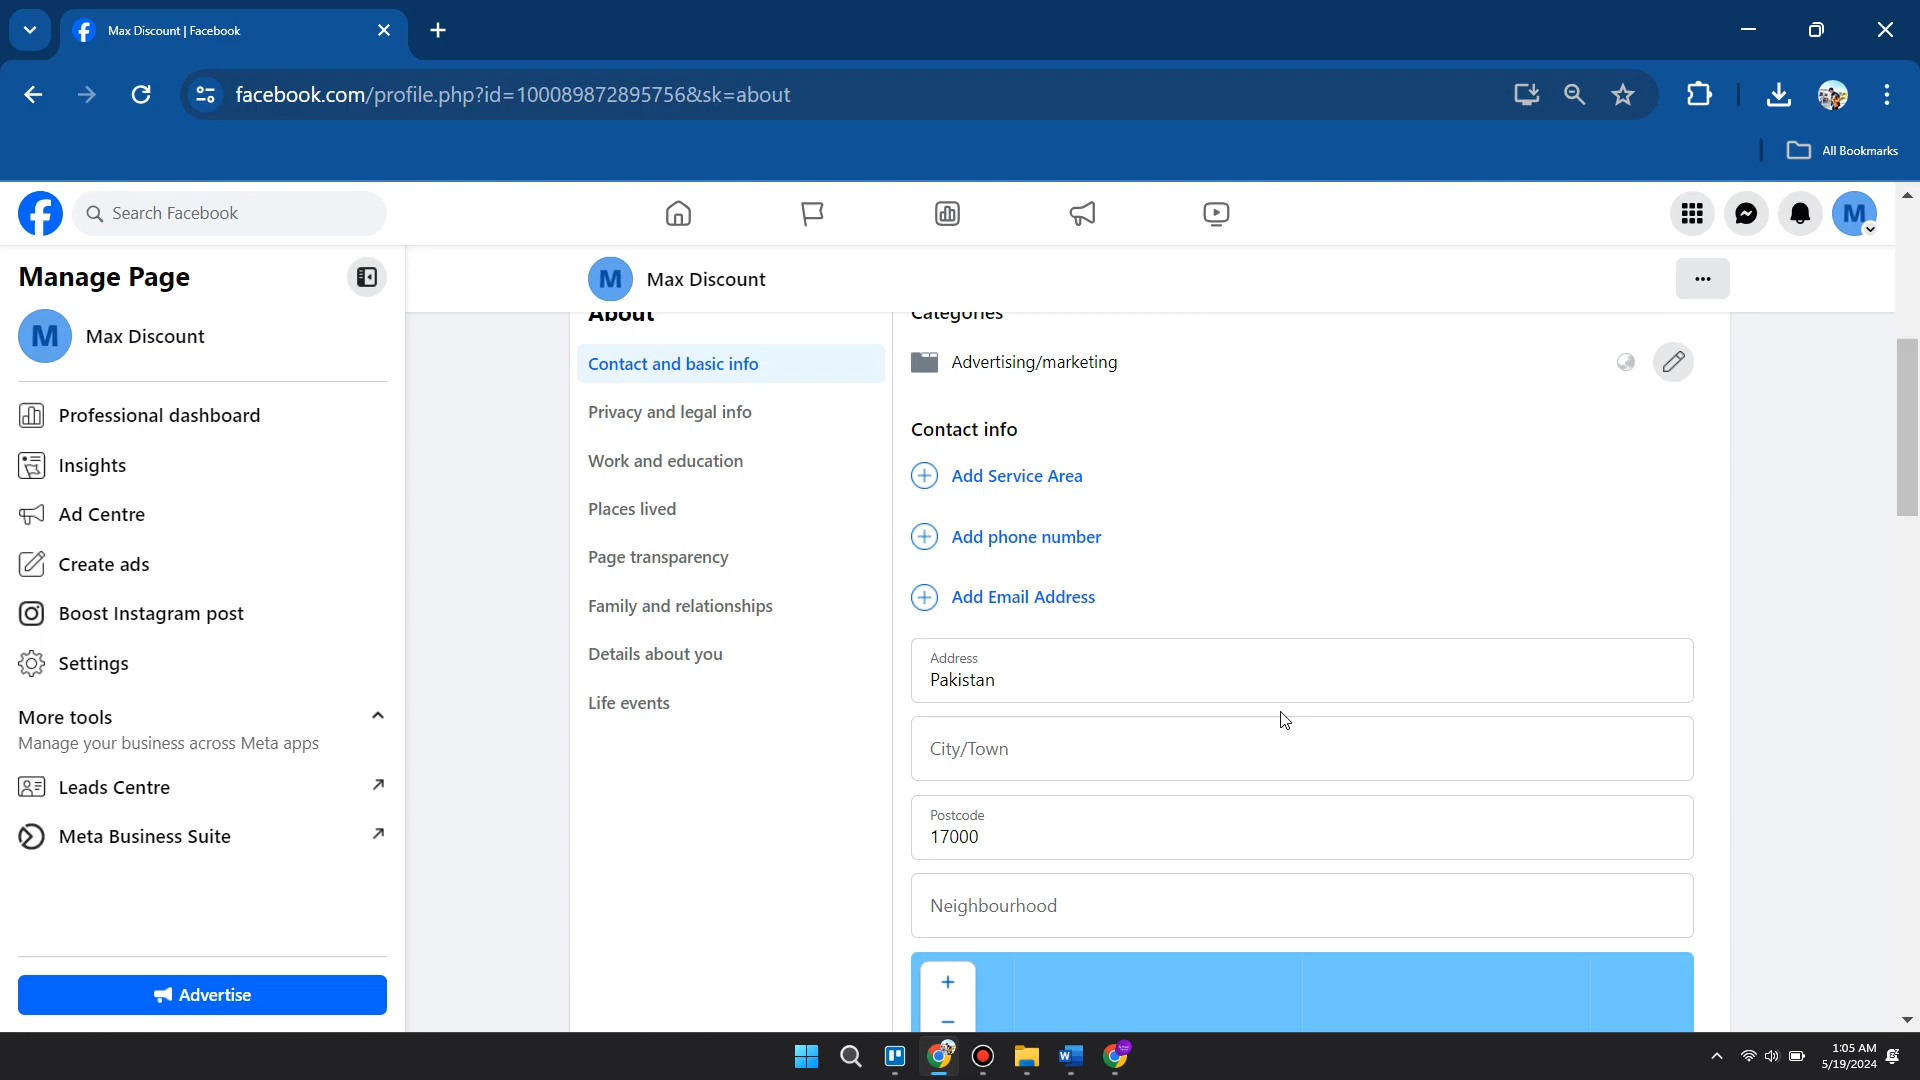 Max Discount | Facebook
facebook.com/profile.php?id=100089872895756&sk=about
All Bookmarks
Search Facebook
M
Manage Page
M Max Discount
M Max Discount
Professional dashboard
Insights
Ad Centre
Create ads
Boost Instagram post
Settings
More tools
Manage your business across Meta apps
Leads Centre
Meta Business Suite
Advertise
About
Contact and basic info
Privacy and legal info
Work and education
Places lived
Page transparency
Family and relationships
Details about you
Life events
Categories
Advertising/marketing
Contact info
Add Service Area
Add phone number
Add Email Address
Address
Pakistan
City/Town
Postcode
17000
Neighbourhood
+
−
1:05 AM
5/19/2024